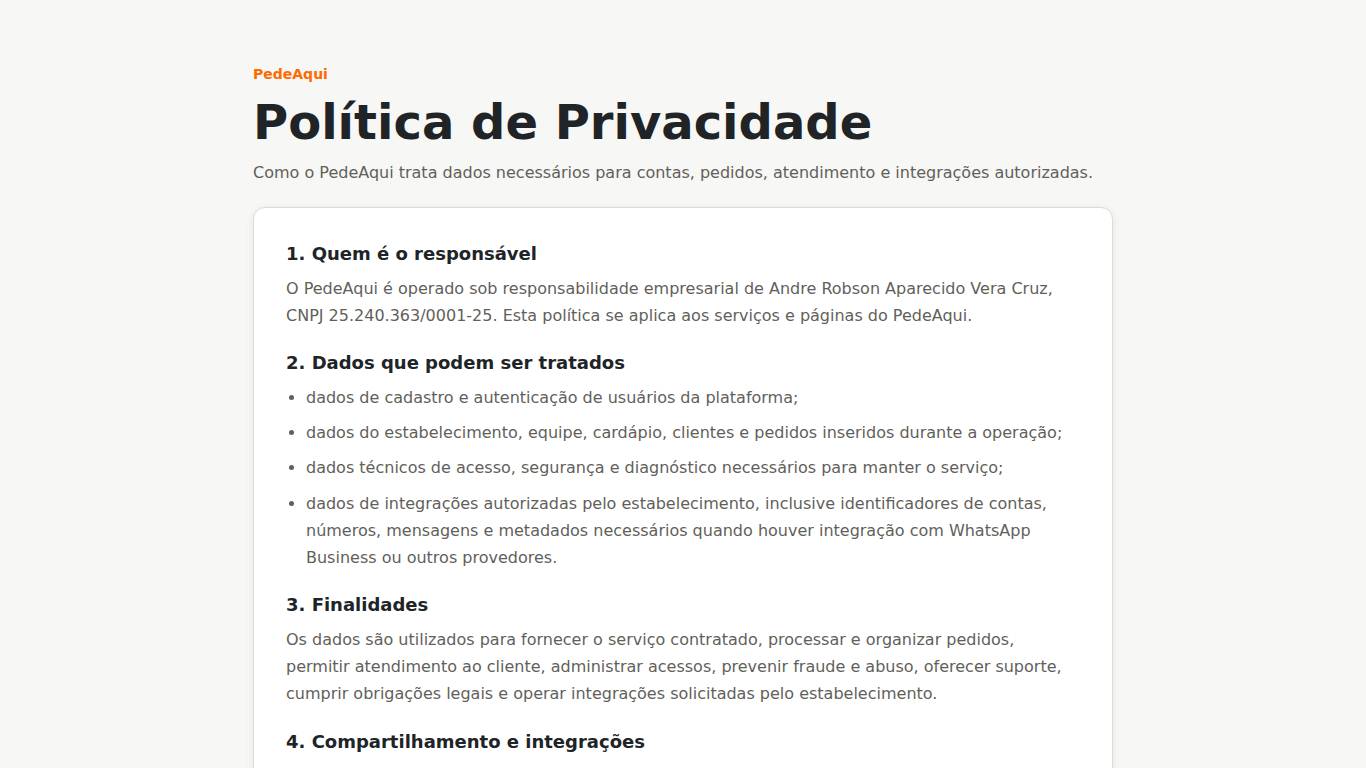 PedeAqui
Política de Privacidade
Como o PedeAqui trata dados necessários para contas, pedidos, atendimento e integrações autorizadas.
1. Quem é o responsável
O PedeAqui é operado sob responsabilidade empresarial de Andre Robson Aparecido Vera Cruz,
CNPJ 25.240.363/0001-25. Esta política se aplica aos serviços e páginas do PedeAqui.
2. Dados que podem ser tratados
• dados de cadastro e autenticação de usuários da plataforma;
• dados do estabelecimento, equipe, cardápio, clientes e pedidos inseridos durante a operação;
• dados técnicos de acesso, segurança e diagnóstico necessários para manter o serviço;
• dados de integrações autorizadas pelo estabelecimento, inclusive identificadores de contas,
números, mensagens e metadados necessários quando houver integração com WhatsApp
Business ou outros provedores.
3. Finalidades
Os dados são utilizados para fornecer o serviço contratado, processar e organizar pedidos,
permitir atendimento ao cliente, administrar acessos, prevenir fraude e abuso, oferecer suporte,
cumprir obrigações legais e operar integrações solicitadas pelo estabelecimento.
4. Compartilhamento e integrações